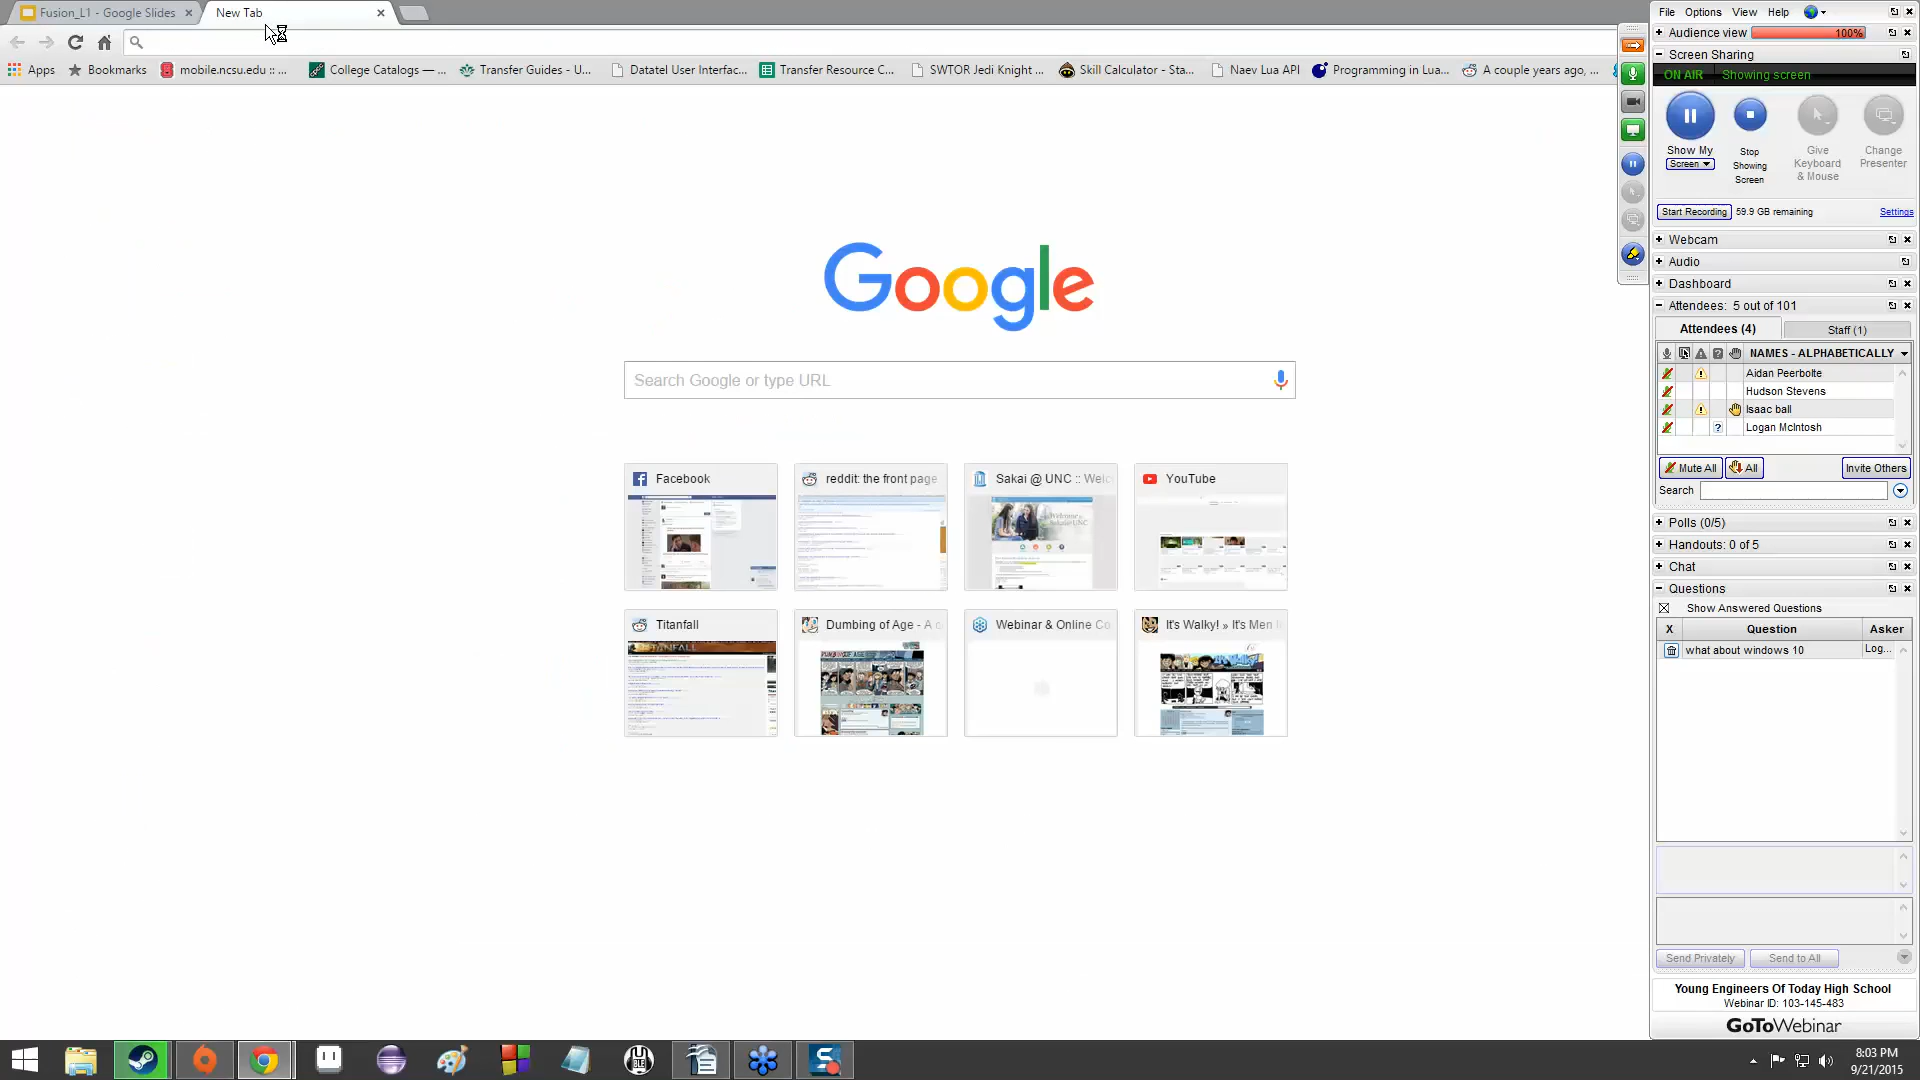 Fusion_L1 - Google Slides
New Tab
Apps
Bookmarks
mobile.ncsu.edu :: ...
College Catalogs — ...
Transfer Guides - U...
Datatel User Interfac...
Transfer Resource C...
SWTOR Jedi Knight ...
Skill Calculator - Sta...
Naev Lua API
Programming in Lua...
A couple years ago, ...
Google
Search Google or type URL
Facebook
reddit: the front page
Sakai @ UNC :: Welc
YouTube
Titanfall
Dumbing of Age - A c
Webinar & Online Co
It's Walky! » It's Men I
File Options View Help
Audience view 100%
Screen Sharing
ON AIR Showing screen
Show My
Screen
Stop
Showing
Screen
Give
Keyboard
& Mouse
Change
Presenter
Start Recording 59.9 GB remaining Settings
Webcam
Audio
Dashboard
Attendees: 5 out of 101
Attendees (4) Staff (1)
NAMES - ALPHABETICALLY
Aidan Peerbolte
Hudson Stevens
Isaac ball
? Logan McIntosh
Mute All All Invite Others
Search
Polls (0/5)
Handouts: 0 of 5
Chat
Questions
Show Answered Questions
X Question Asker
what about windows 10 Log...
Send Privately Send to All
Young Engineers Of Today High School
Webinar ID: 103-145-483
GoToWebinar
8:03 PM
9/21/2015